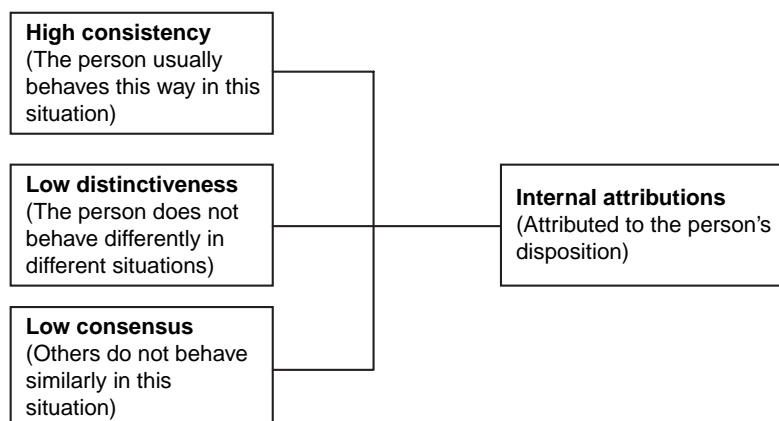 High consistency
(The person usually
behaves this way in this
situation)
Low distinctiveness
(The person does not
behave differently in
different situations)
Low consensus
(Others do not behave
similarly in this
situation)
Internal attributions
(Attributed to the person’s
disposition)